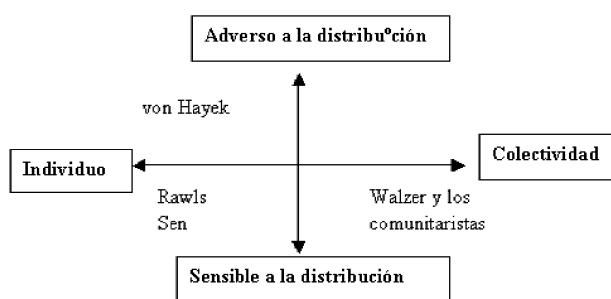 Adverso a la distribuºción
von Hayek
Individuo
Colectividad
Rawls
Sen
Walzer y los
comunitaristas
Sensible a la distribución